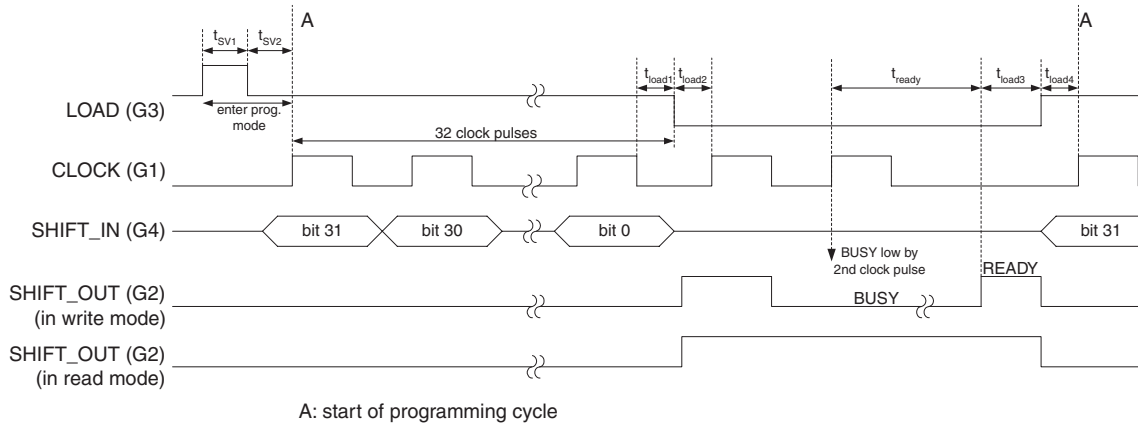 A A
tSV1 tSV2
tload1 tload2 tready tload3 tload4
LOAD (G3)
enter prog.
mode
32 clock pulses
CLOCK (G1)
SHIFT_IN (G4) bit 31 bit 30 bit 0 bit 31
BUSY low by
2nd clock pulse
READY
SHIFT_OUT (G2)
(in write mode)
BUSY
SHIFT_OUT (G2)
(in read mode)
A: start of programming cycle